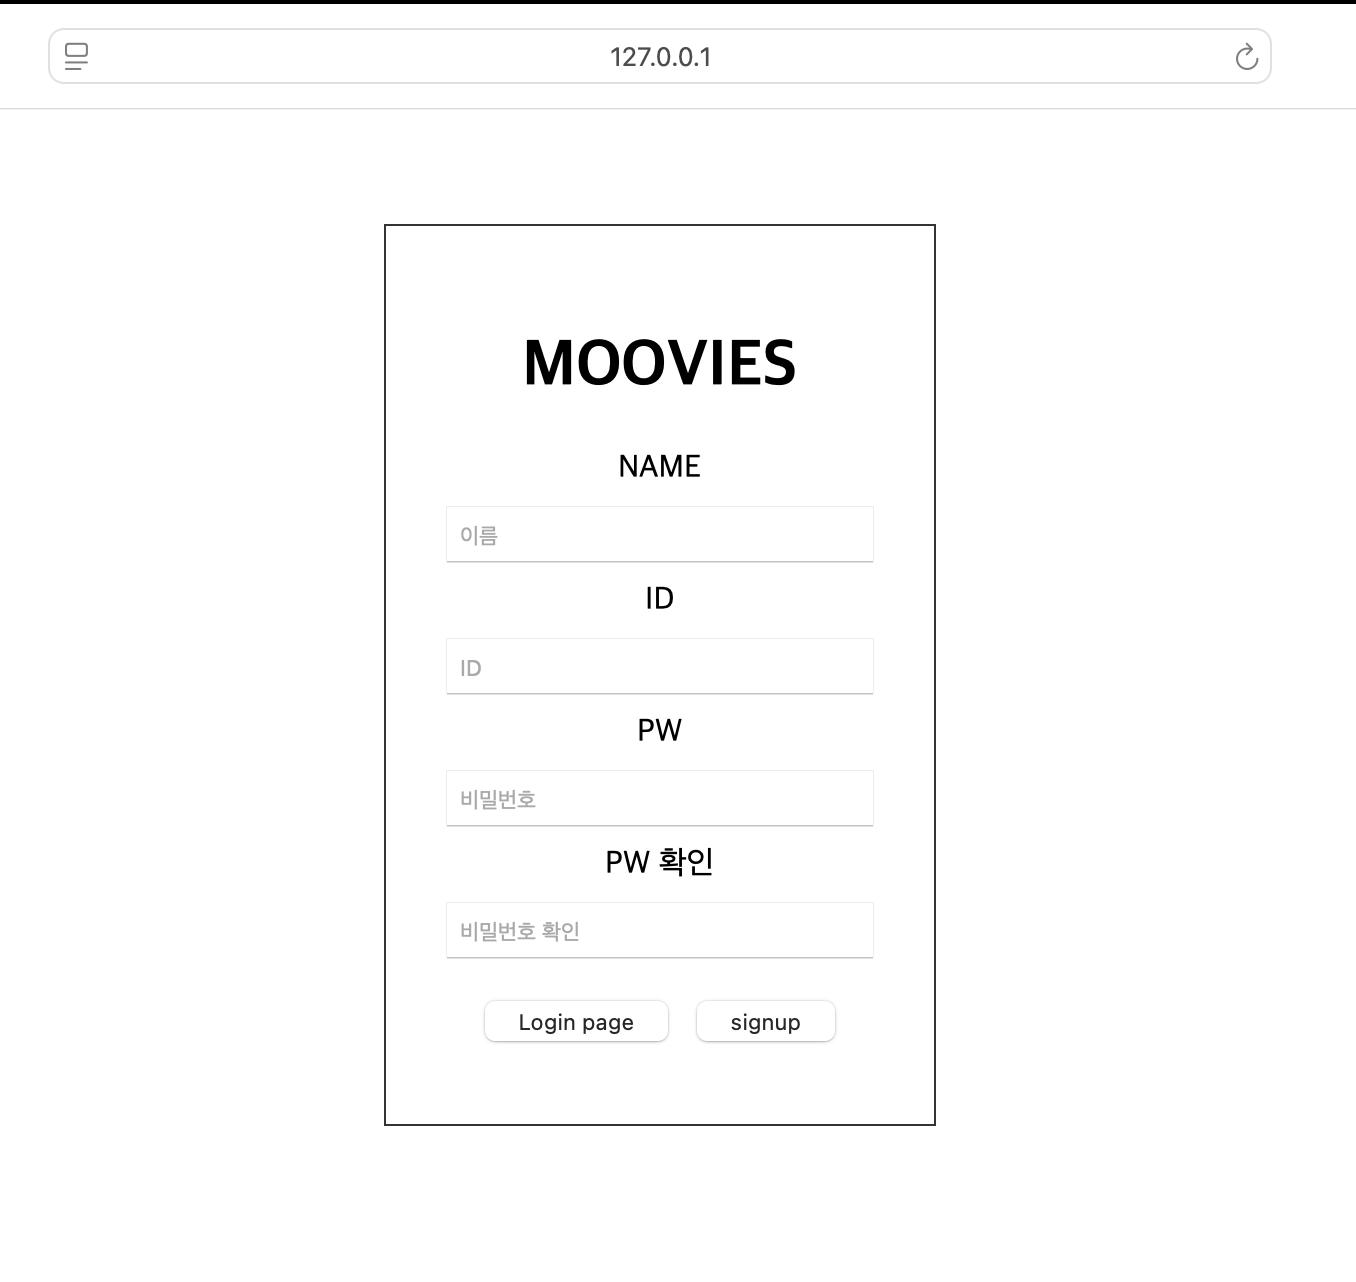 127.0.0.1
MOOVIES
NAME
이름
ID
ID
PW
비밀번호
PW 확인
비밀번호 확인
Login page signup